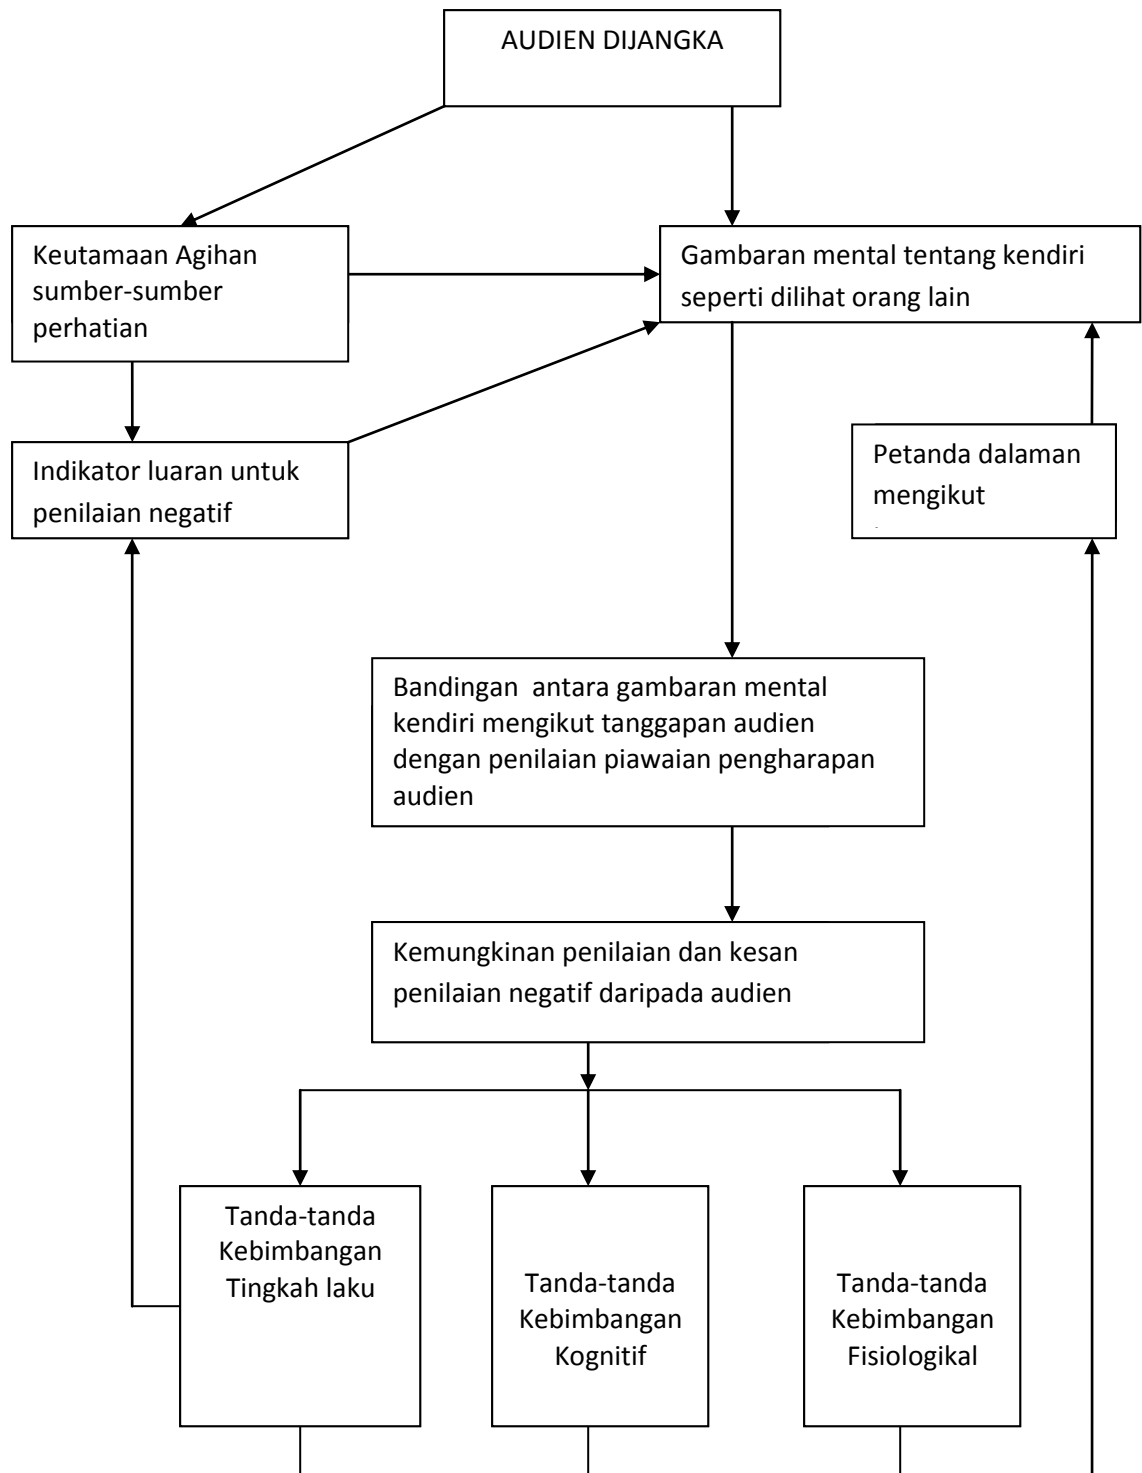 AUDIEN DIJANGKA
Keutamaan Agihan
sumber-sumber
perhatian
Gambaran mental tentang kendiri
seperti dilihat orang lain
Indikator luaran untuk
penilaian negatif
Petanda dalaman
mengikut
Bandingan antara gambaran mental
kendiri mengikut tanggapan audien
dengan penilaian piawaian pengharapan
audien
Kemungkinan penilaian dan kesan
penilaian negatif daripada audien
Tanda-tanda
Kebimbangan
Tingkah laku
Tanda-tanda
Kebimbangan
Kognitif
Tanda-tanda
Kebimbangan
Fisiologikal